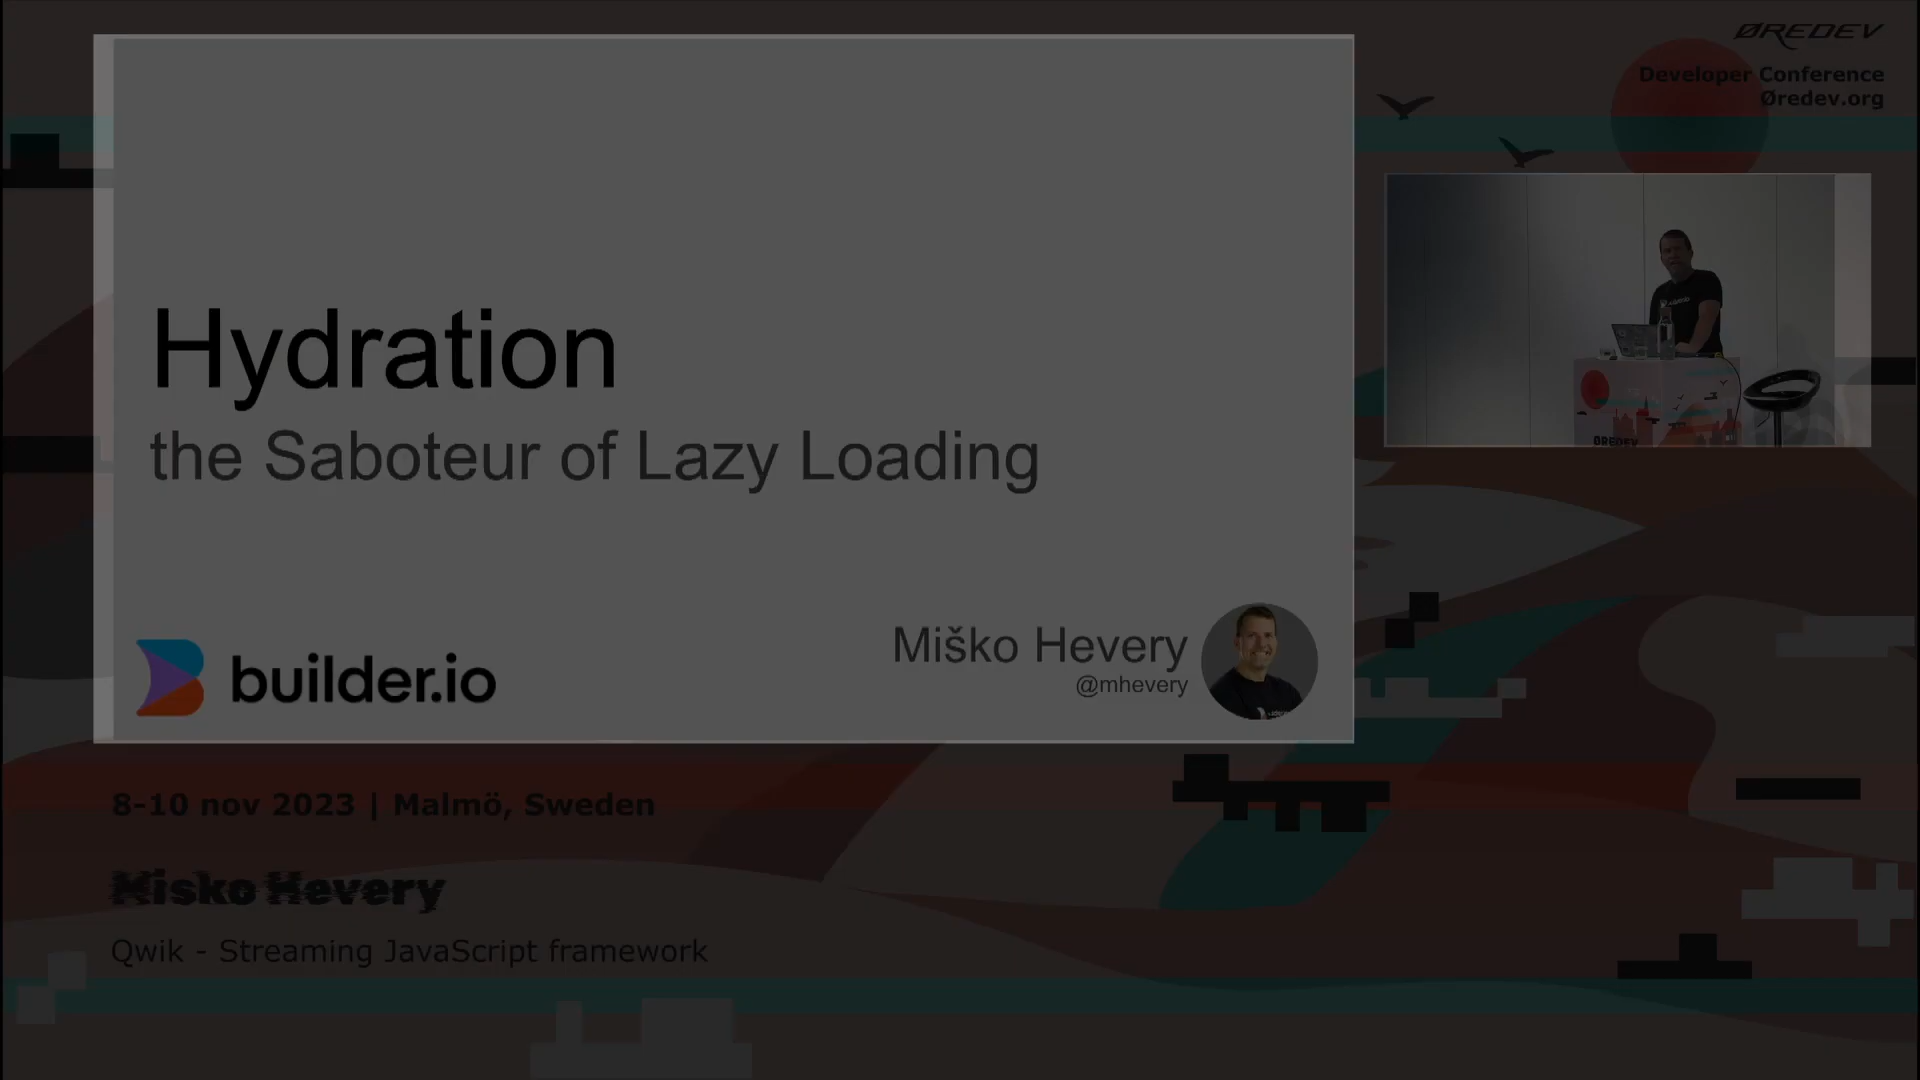 ØREDEV
Developer Conference
Øredev.org
Hydration
the Saboteur of Lazy Loading
builder.io
Miško Hevery
@mhevery
ØREDEV
8-10 nov 2023 | Malmö, Sweden
Misko Hevery
Qwik - Streaming JavaScript framework